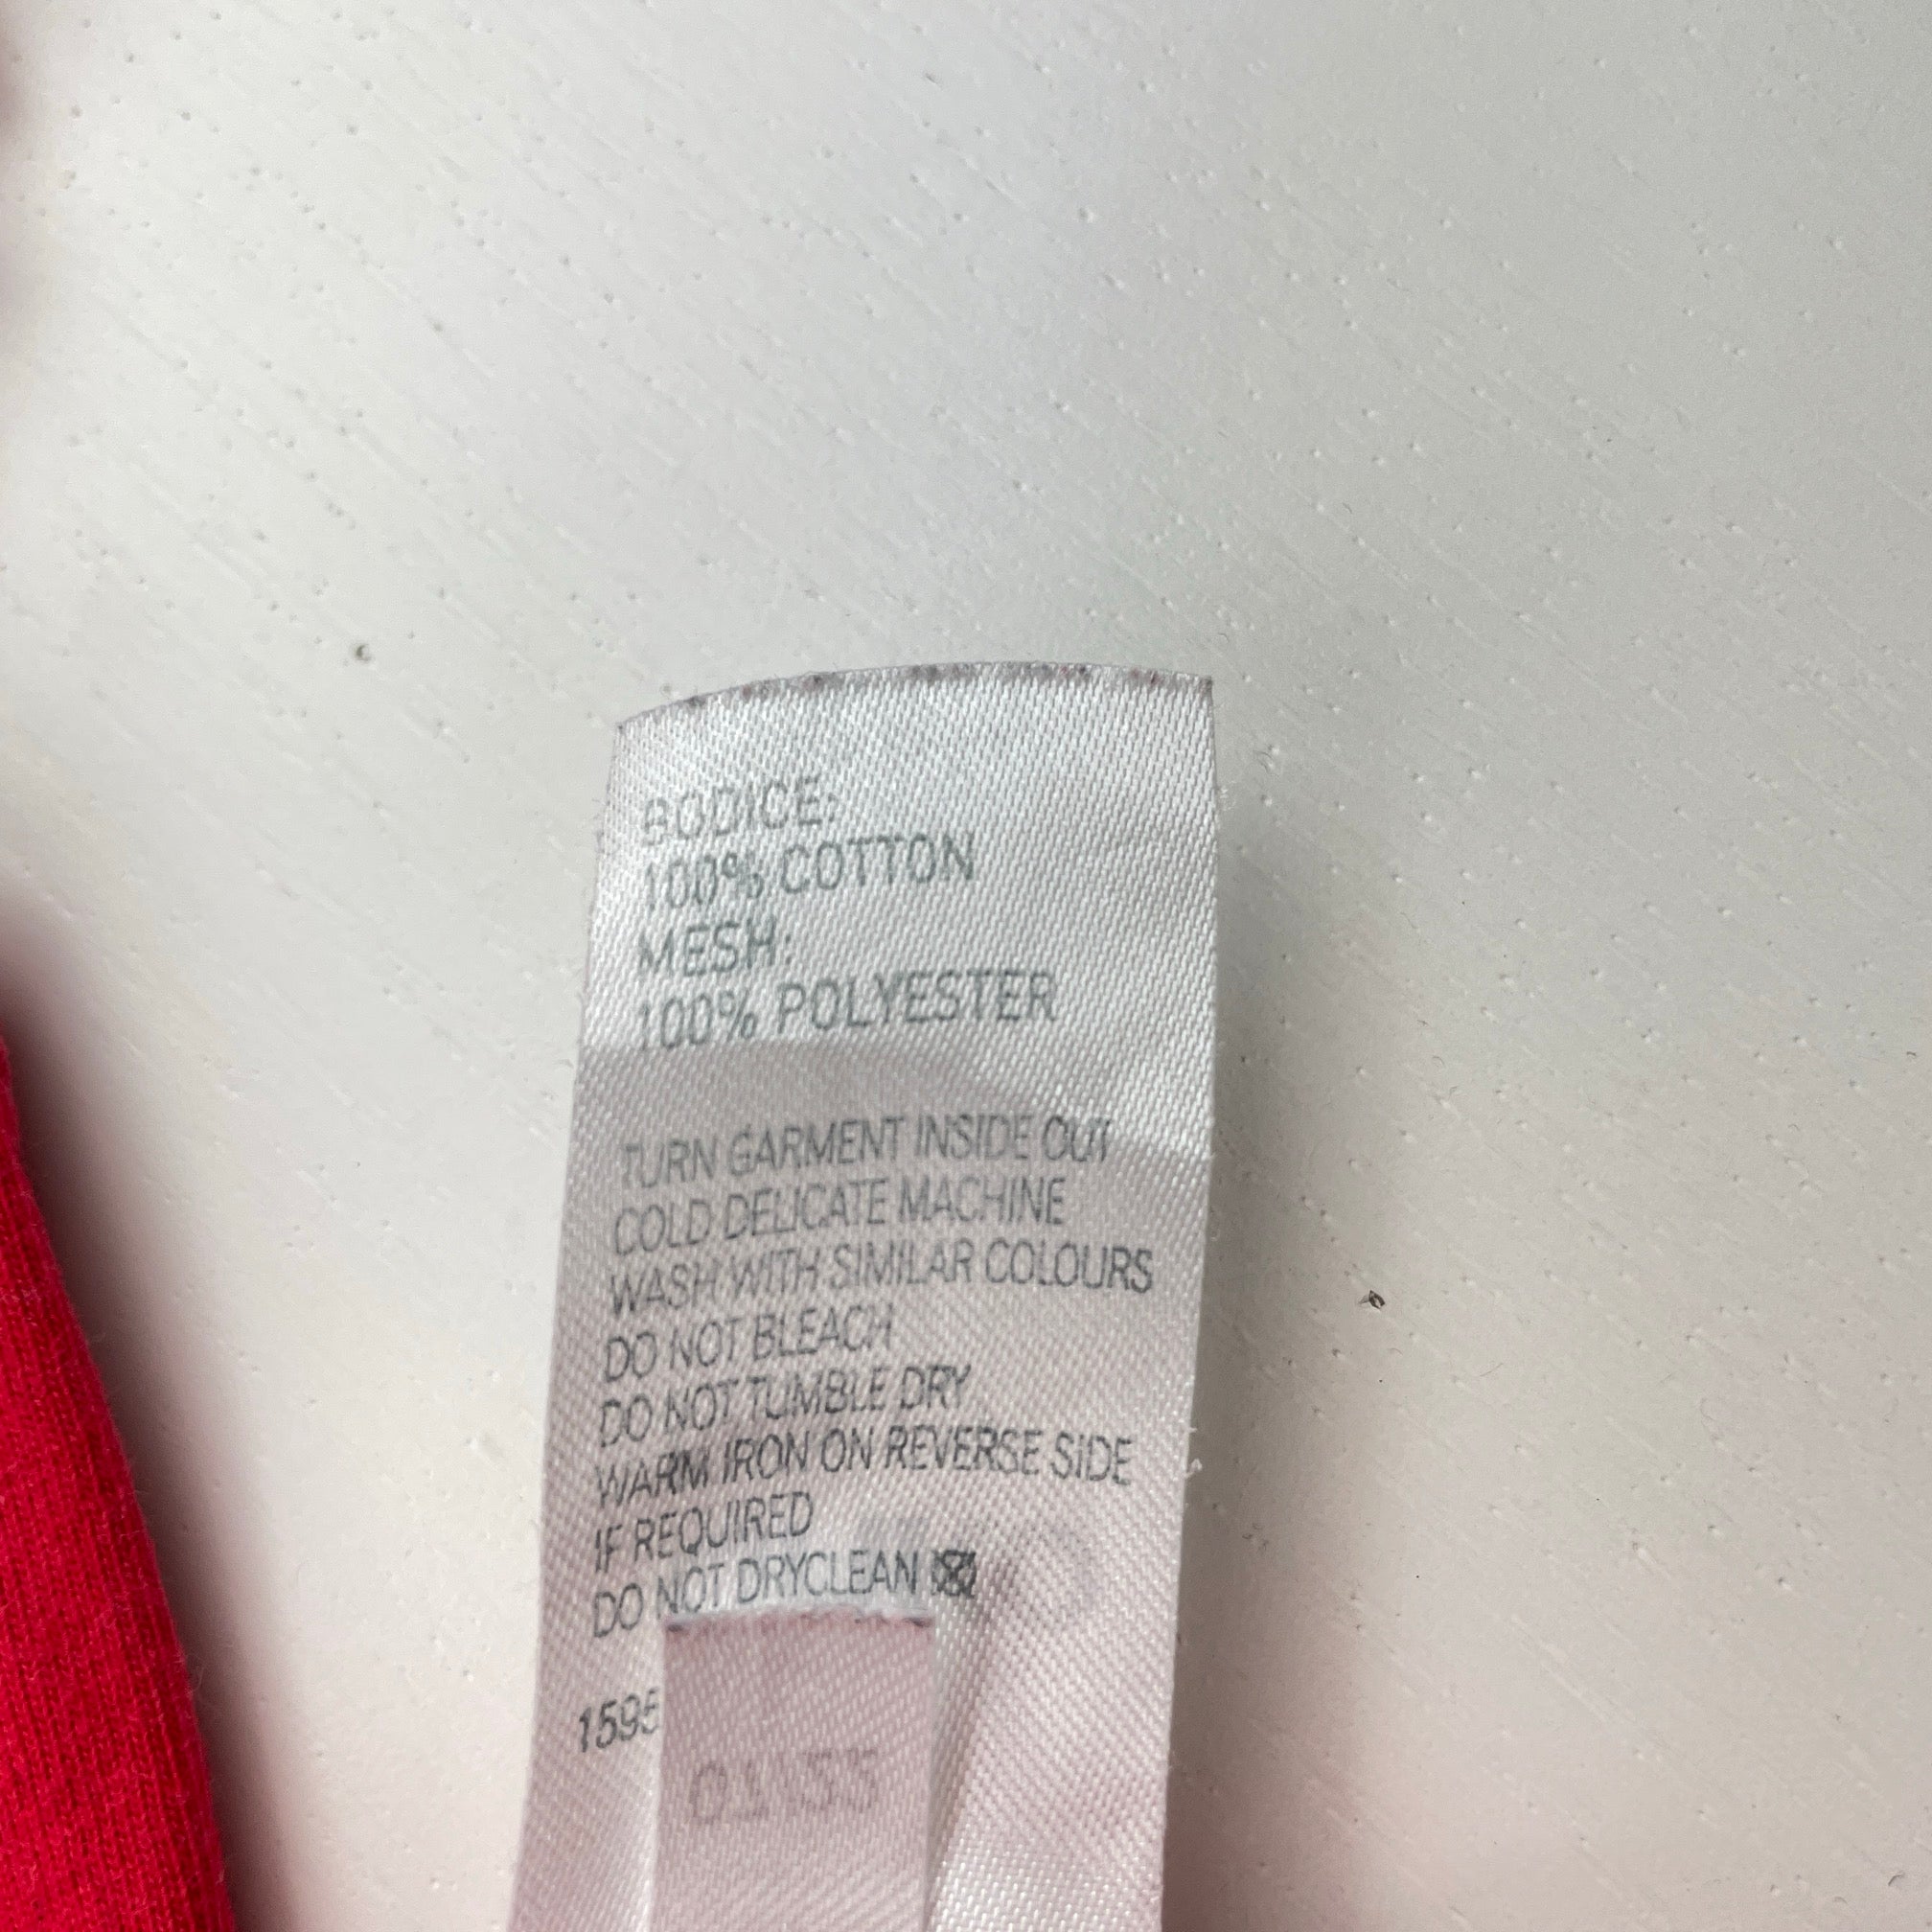 BODICE:
100% COTTON
MESH:
100% POLYESTER
TURN GARMENT INSIDE OUT
COLD DELICATE MACHINE
WASH WITH SIMILAR COLOURS
DO NOT BLEACH
DO NOT TUMBLE DRY
WARM IRON ON REVERSE SIDE
IF REQUIRED
DO NOT DRYCLEAN